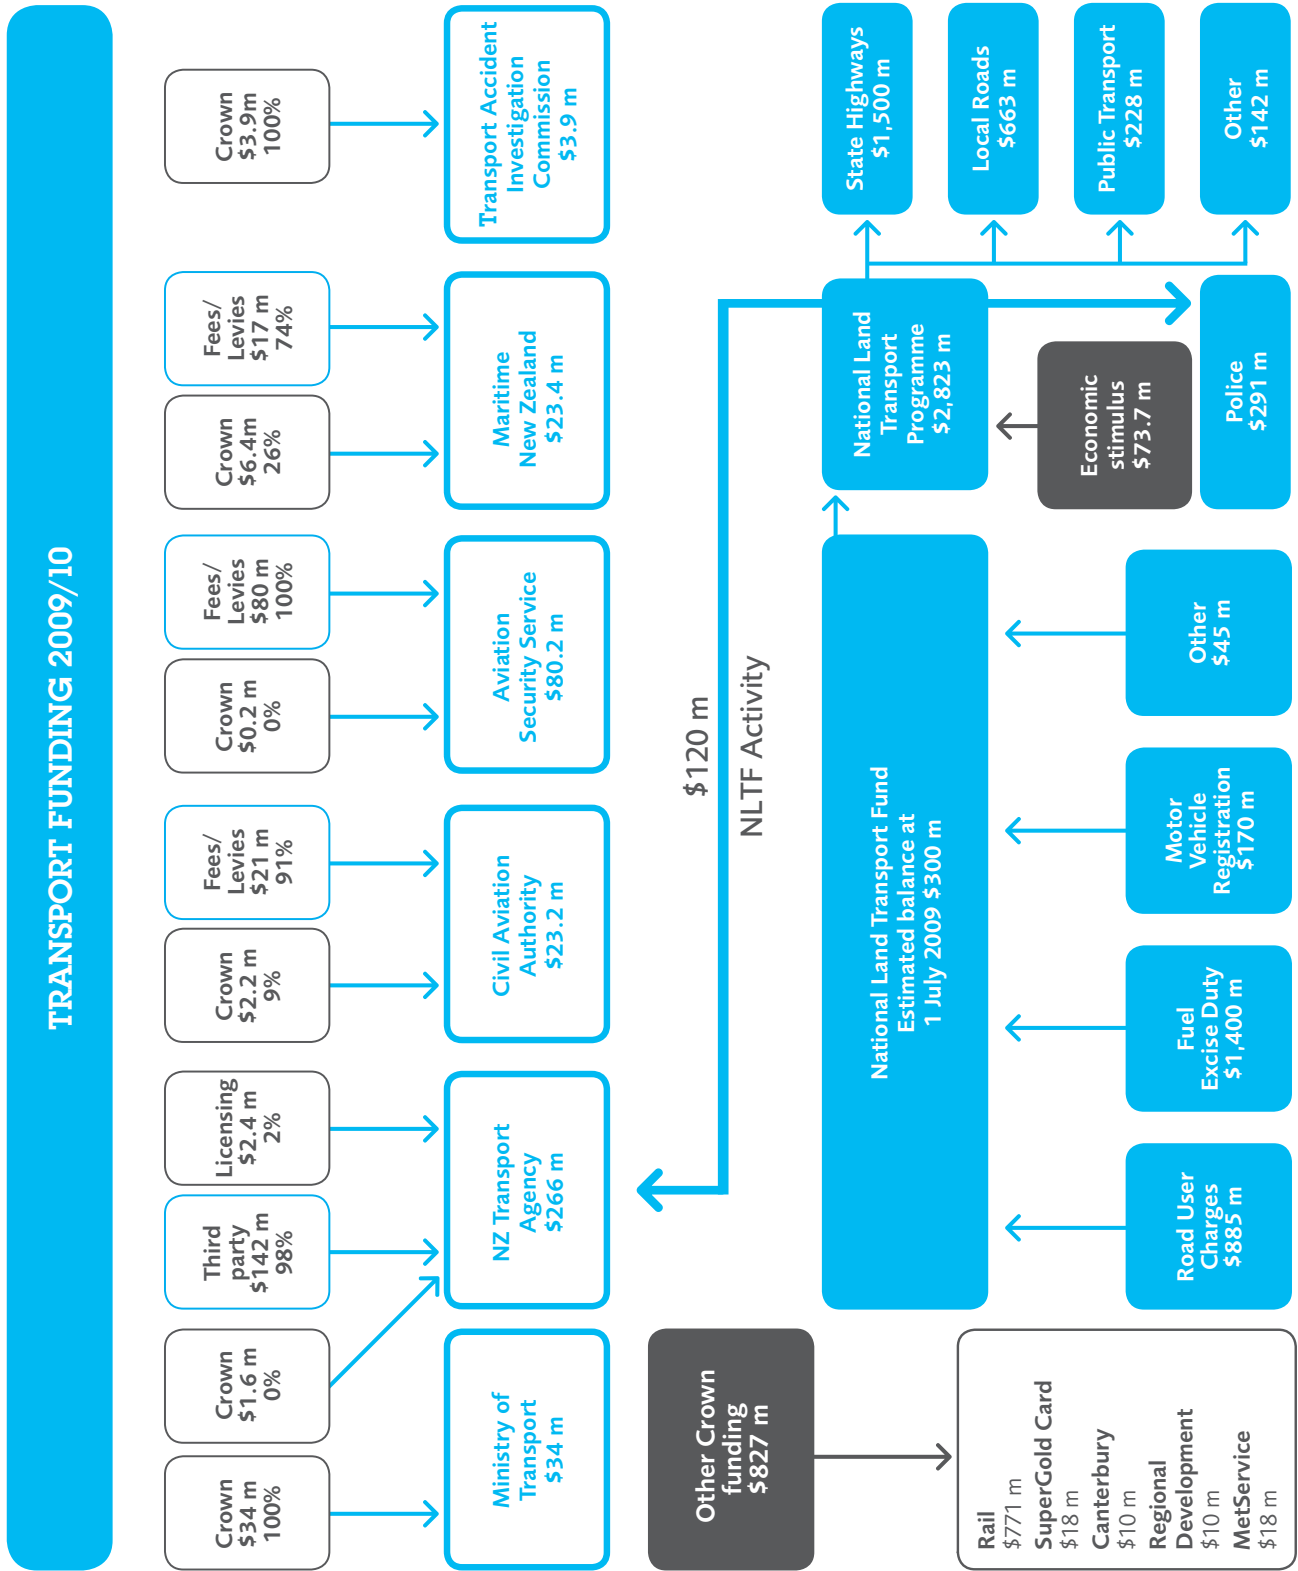 TRANSPORT FUNDING 2009/10
Crown
$34 m
100%
Crown
$1.6 m
0%
Third
party
$142 m
98%
Licensing
$2.4 m
2%
Crown
$2.2 m
9%
Fees/
Levies
$21 m
91%
Crown
$0.2 m
0%
Fees/
Levies
$80 m
100%
Crown
$6.4m
26%
Fees/
Levies
$17 m
74%
Crown
$3.9m
100%
Ministry of
Transport
$34 m
NZ Transport
Agency
$266 m
Civil Aviation
Authority
$23.2 m
Aviation
Security Service
$80.2 m
Maritime
New Zealand
$23.4 m
Transport Accident
Investigation
Commission
$3.9 m
Other Crown
funding
$827 m
$120 m
NLTF Activity
National Land Transport Fund
Estimated balance at
1 July 2009 $300 m
National Land
Transport
Programme
$2,823 m
State Highways
$1,500 m
Local Roads
$663 m
Public Transport
$228 m
Other
$142 m
Economic
stimulus
$73.7 m
Police
$291 m
Rail
$771 m
SuperGold Card
$18 m
Canterbury
$10 m
Regional
Development
$10 m
MetService
$18 m
Road User
Charges
$885 m
Fuel
Excise Duty
$1,400 m
Motor
Vehicle
Registration
$170 m
Other
$45 m